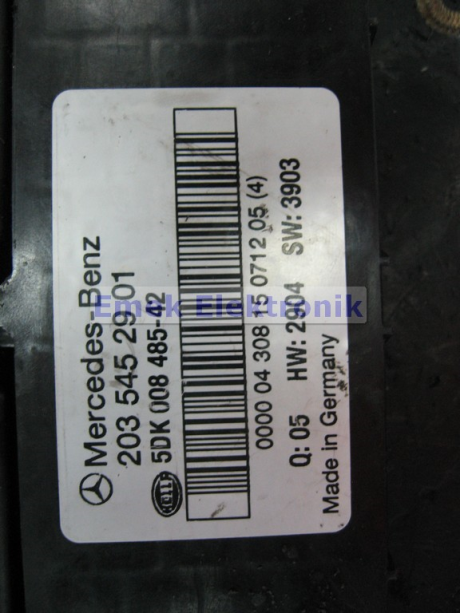 Mercedes-Benz
203 545 29 01
5DK 008 485-42
HELLA
0000 04 308 15 0712 05 (4)
Q: 05 HW: 2904 SW: 3903
Made in Germany
Emek Elektronik